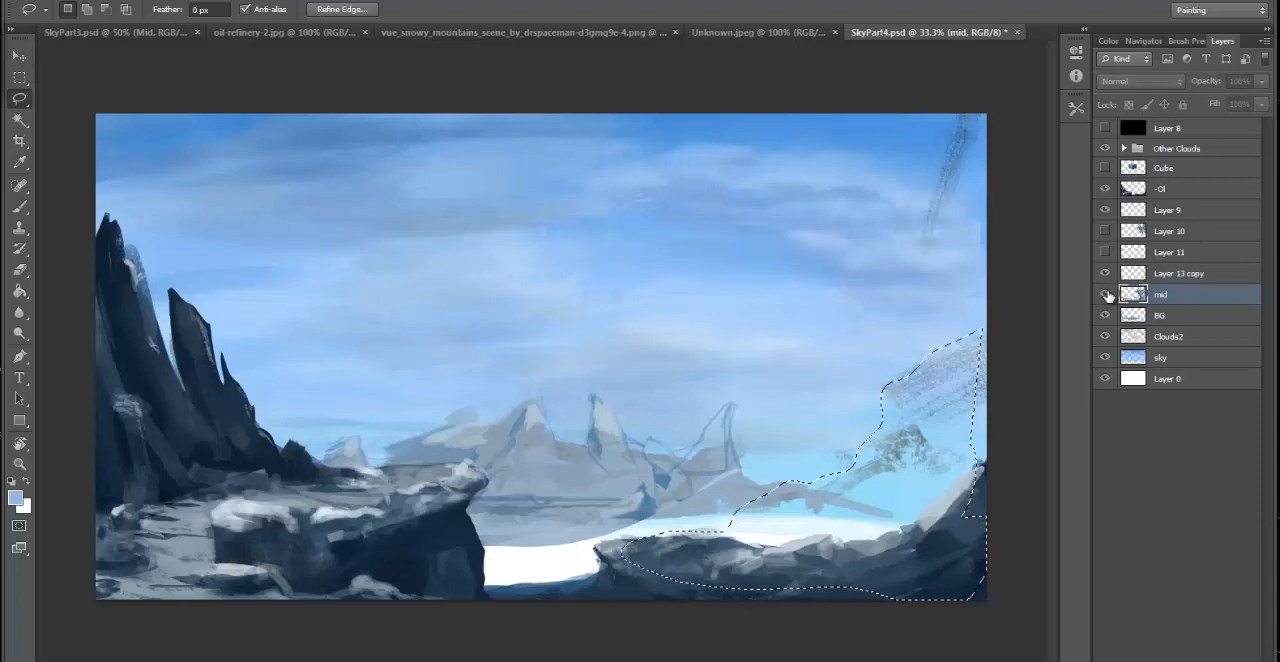 Feather: 0 px Anti-alias Refine Edge... Painting
SkyPart3.psd @ 50% (Mid, RGB/... × oil-refinery-2.jpg @ 100% (RGB/... × vue_snowy_mountains_scene_by_drspaceman-d3gmq9e-4.png @ ... × Unknown.jpeg @ 100% (RGB/... × SkyPart4.psd @ 33.3% (mid, RGB/8) * ×
Color Navigator Brush Pre: Layers
Kind
Normal Opacity: 100%
Lock: Fill: 100%
Layer 8
Other Clouds
Cube
-Ol
Layer 9
Layer 10
Layer 11
Layer 13 copy
mid
BG
Clouds2
sky
Layer 0